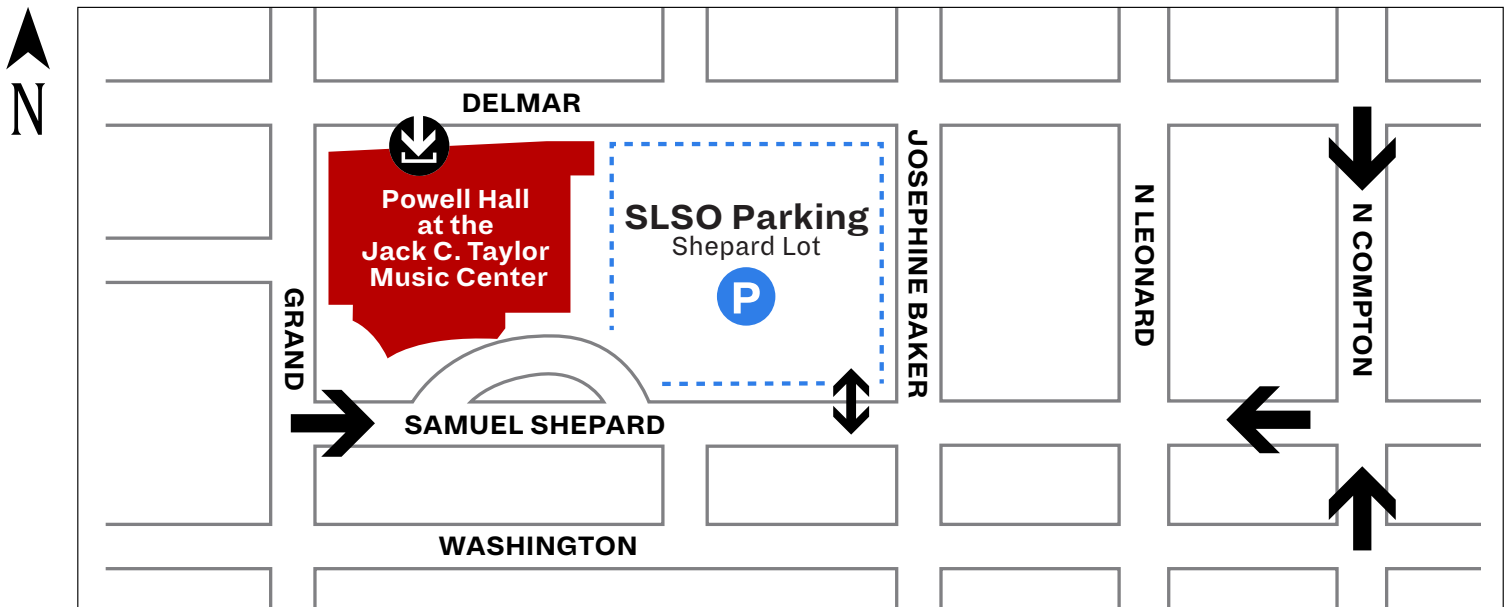 N
DELMAR
Powell Hall
at the
Jack C. Taylor
Music Center
SLSO Parking
Shepard Lot
P
GRAND
JOSEPHINE BAKER
N LEONARD
N COMPTON
SAMUEL SHEPARD
WASHINGTON